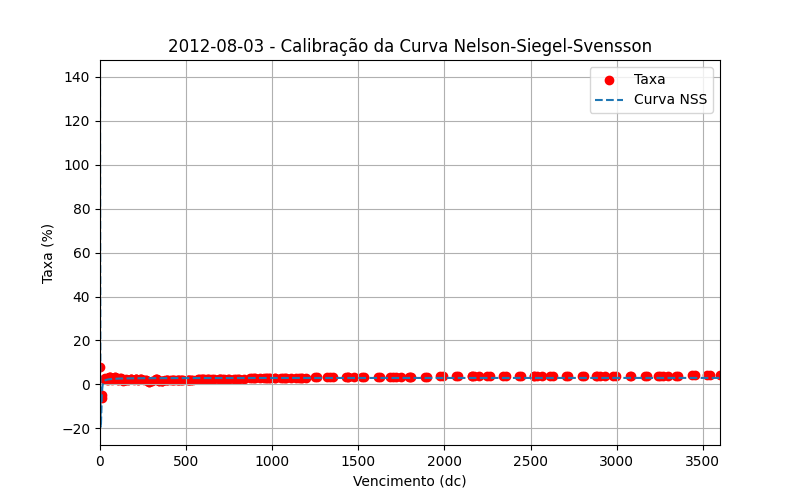 2012-08-03 - Calibração da Curva Nelson-Siegel-Svensson
Taxa
Curva NSS
Taxa (%)
140
120
100
80
60
40
20
0
−20
0 500 1000 1500 2000 2500 3000 3500
Vencimento (dc)